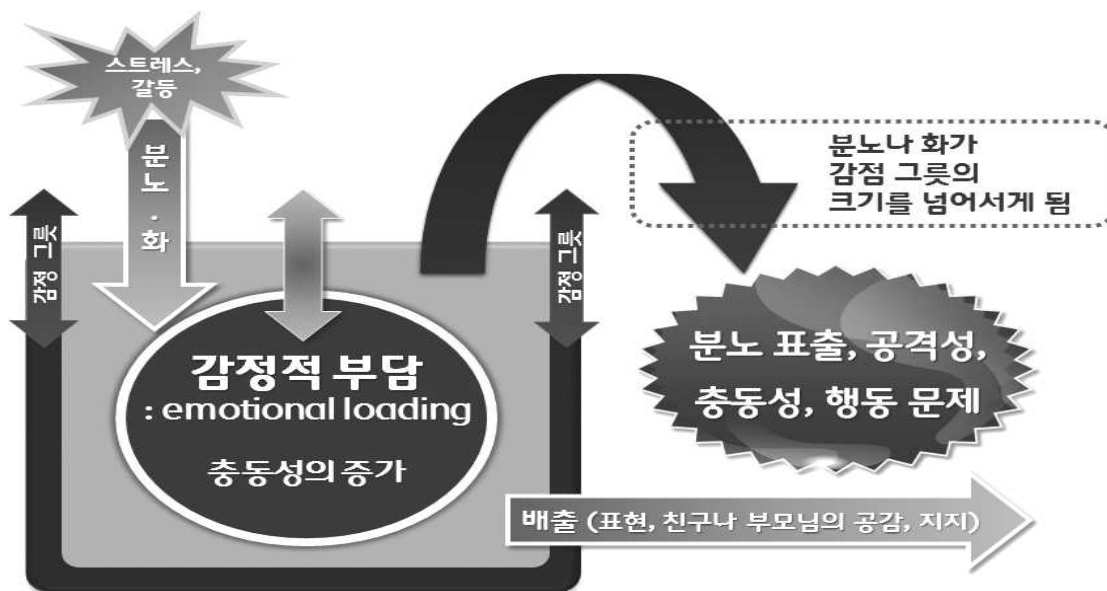 스트레스,
갈등
분노·화
감정 그릇
감정적 부담
: emotional loading
충동성의 증가
감정 그릇
분노나 화가
감점 그릇의
크기를 넘어서게 됨
분노 표출, 공격성,
충동성, 행동 문제
배출 (표현, 친구나 부모님의 공감, 지지)